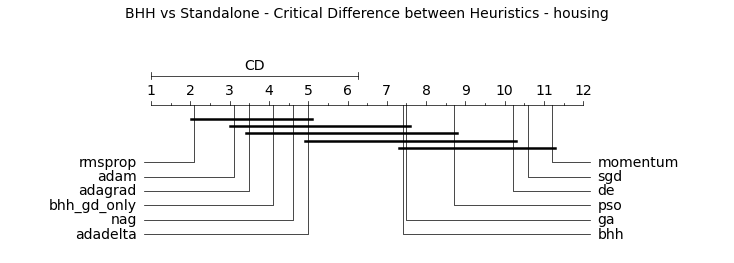 BHH vs Standalone - Critical Difference between Heuristics - housing
CD
1 2 3 4 5 6 7 8 9 10 11 12
rmsprop momentum
adam sgd
adagrad de
bhh_gd_only pso
nag ga
adadelta bhh